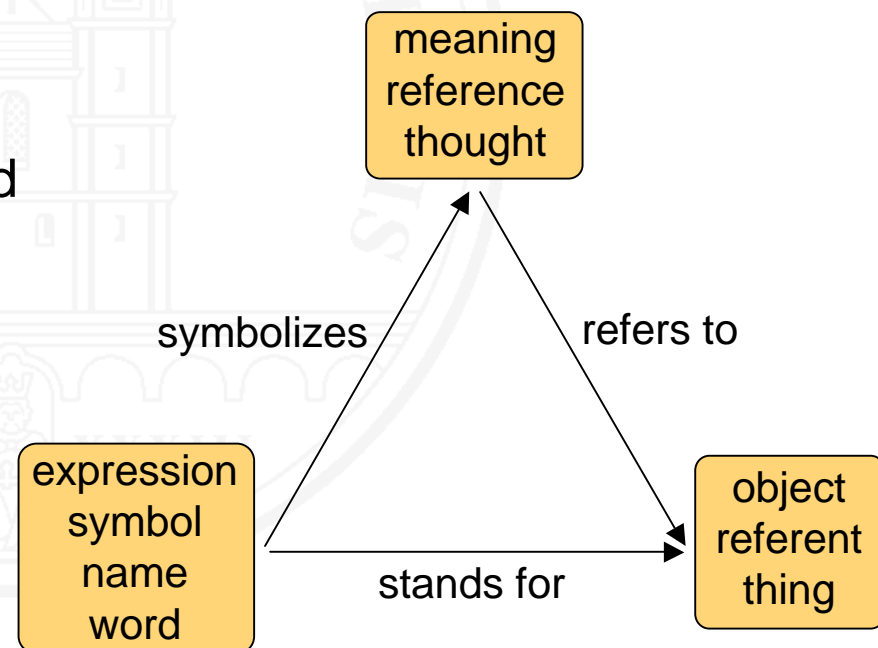 meaning
reference
thought
d
symbolizes
refers to
expression
symbol
name
word
stands for
object
referent
thing